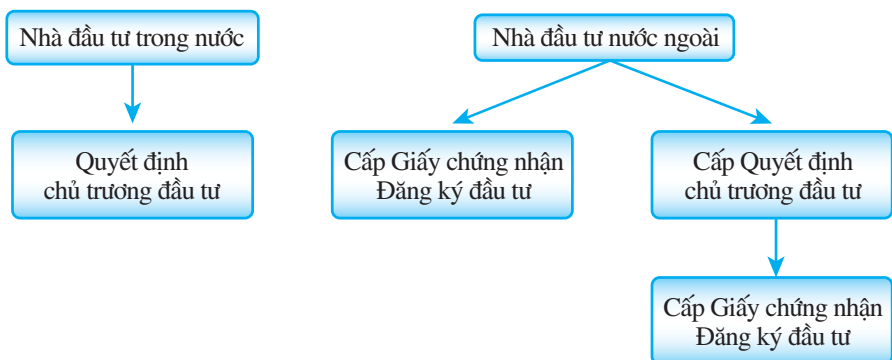 Nhà đầu tư trong nước
Nhà đầu tư nước ngoài
Quyết định
chủ trương đầu tư
Cấp Giấy chứng nhận
Đăng ký đầu tư
Cấp Quyết định
chủ trương đầu tư
Cấp Giấy chứng nhận
Đăng ký đầu tư